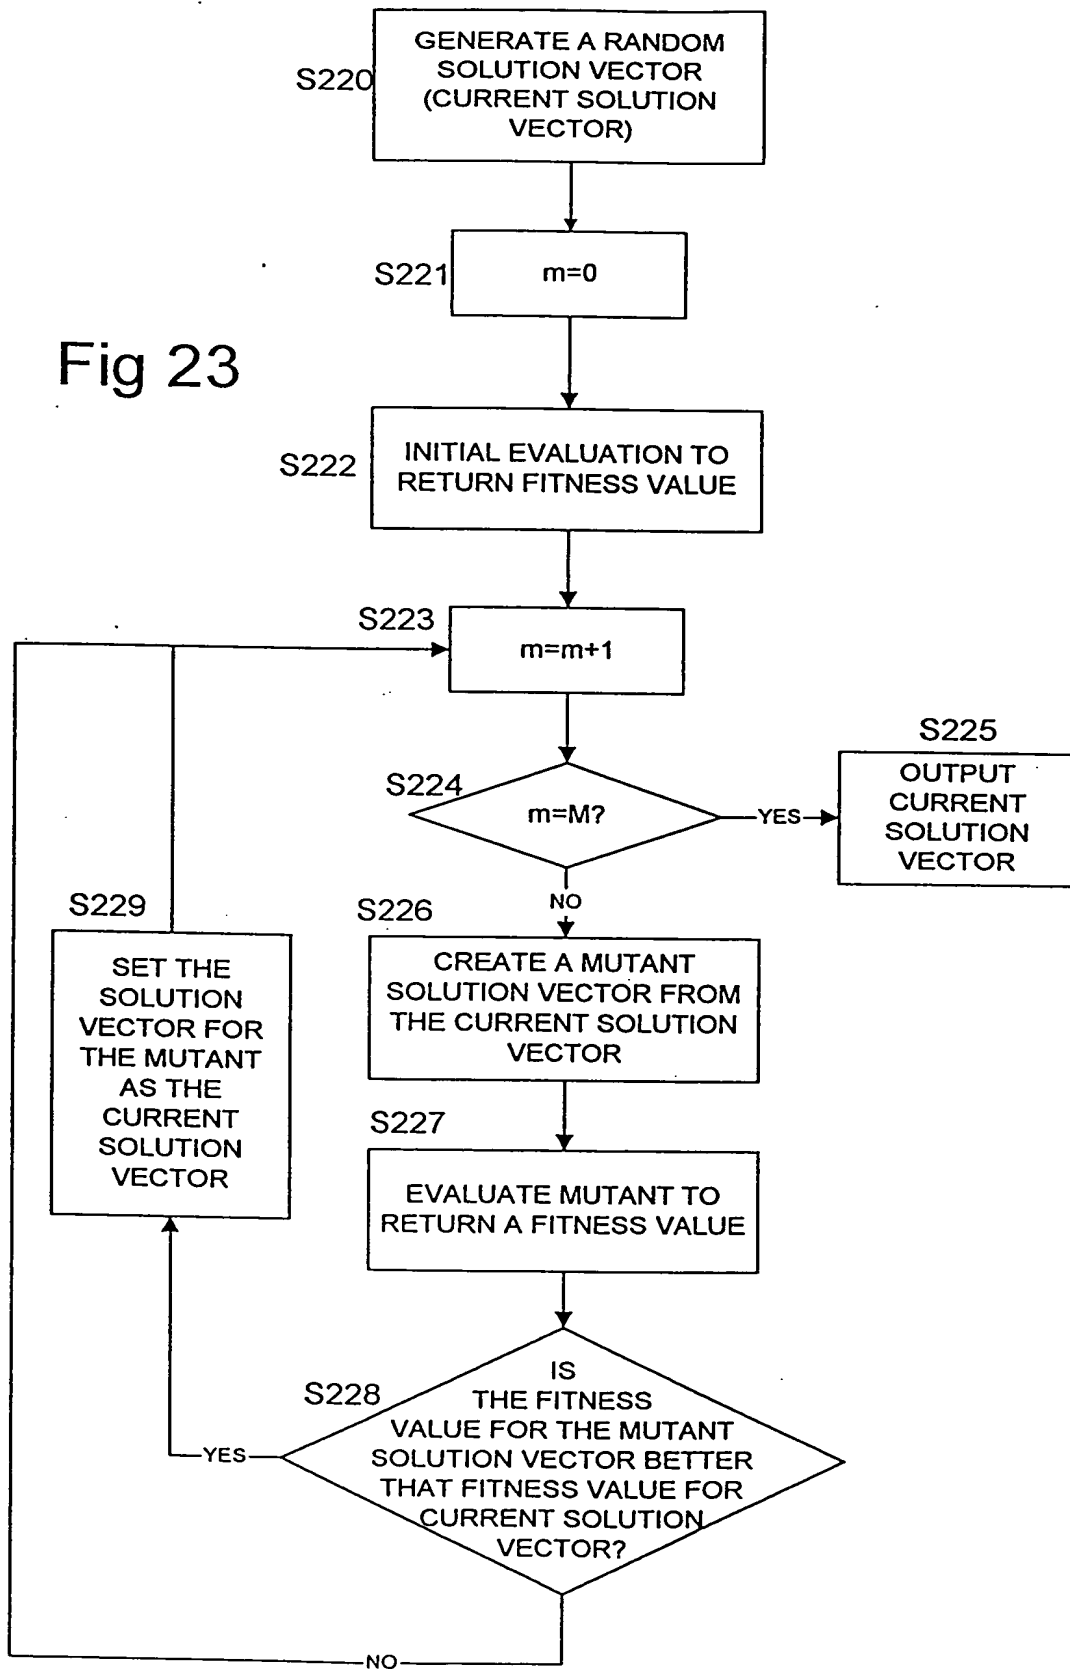 GENERATE A RANDOM
SOLUTION VECTOR
(CURRENT SOLUTION
VECTOR)
S220
S221
m=0
Fig 23
S222
INITIAL EVALUATION TO
RETURN FITNESS VALUE
S223
m=m+1
S224
m=M?
YES
S225
OUTPUT
CURRENT
SOLUTION
VECTOR
NO
S226
CREATE A MUTANT
SOLUTION VECTOR FROM
THE CURRENT SOLUTION
VECTOR
S229
SET THE
SOLUTION
VECTOR FOR
THE MUTANT
AS THE
CURRENT
SOLUTION
VECTOR
S227
EVALUATE MUTANT TO
RETURN A FITNESS VALUE
S228
IS
THE FITNESS
VALUE FOR THE MUTANT
SOLUTION VECTOR BETTER
THAT FITNESS VALUE FOR
CURRENT SOLUTION
VECTOR?
YES
NO